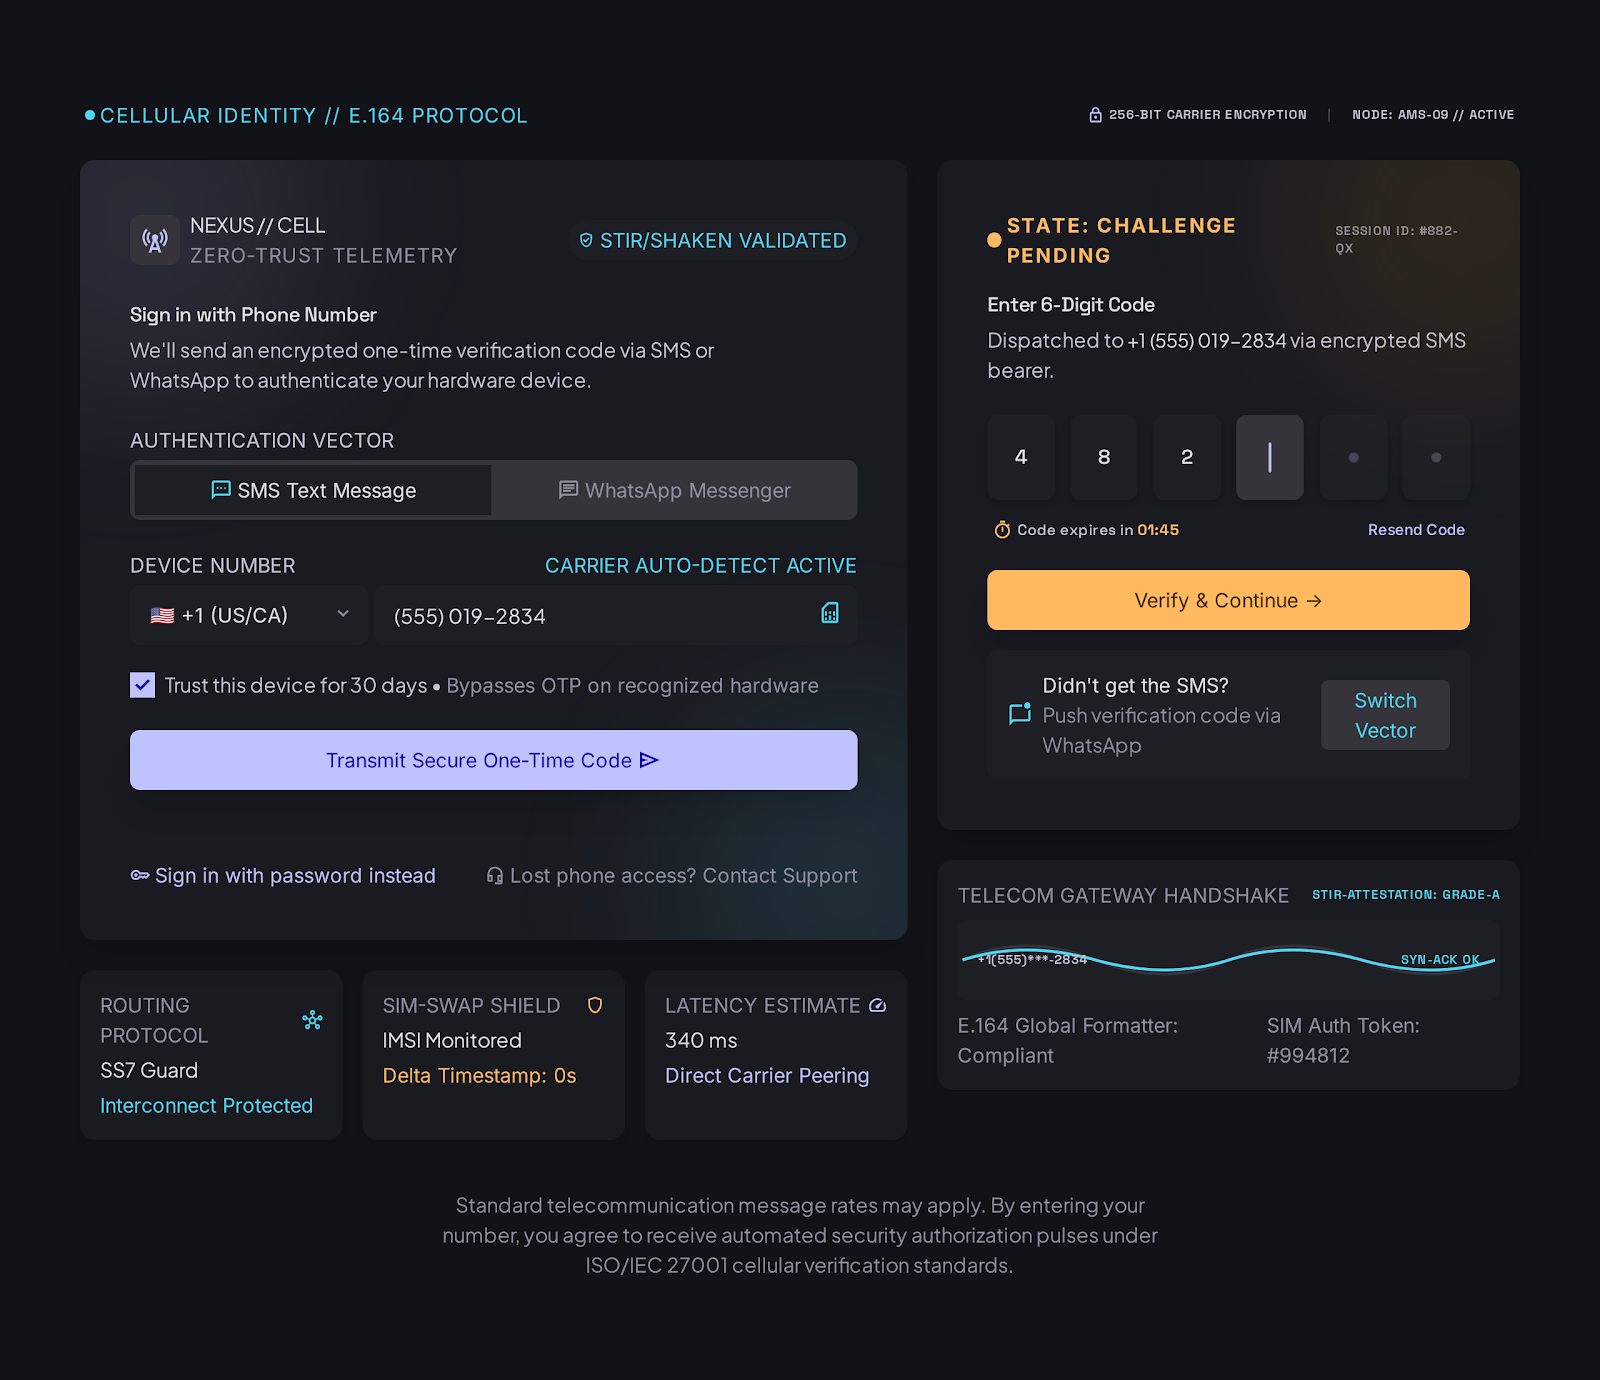 CELLULAR IDENTITY // E.164 PROTOCOL
256-BIT CARRIER ENCRYPTION | NODE: AMS-09 // ACTIVE
NEXUS // CELL
ZERO-TRUST TELEMETRY
STIR/SHAKEN VALIDATED
Sign in with Phone Number
We'll send an encrypted one-time verification code via SMS or
WhatsApp to authenticate your hardware device.
AUTHENTICATION VECTOR
SMS Text Message
WhatsApp Messenger
DEVICE NUMBER
CARRIER AUTO-DETECT ACTIVE
🇺🇸 +1 (US/CA)
(555) 019-2834
Trust this device for 30 days • Bypasses OTP on recognized hardware
Transmit Secure One-Time Code
Sign in with password instead
Lost phone access? Contact Support
ROUTING
PROTOCOL
SS7 Guard
Interconnect Protected
SIM-SWAP SHIELD
IMSI Monitored
Delta Timestamp: 0s
LATENCY ESTIMATE
340 ms
Direct Carrier Peering
STATE: CHALLENGE
PENDING
SESSION ID: #882-
QX
Enter 6-Digit Code
Dispatched to +1 (555) 019-2834 via encrypted SMS
bearer.
4 8 2
Code expires in 01:45
Resend Code
Verify & Continue →
Didn't get the SMS?
Push verification code via
WhatsApp
Switch
Vector
TELECOM GATEWAY HANDSHAKE
STIR-ATTESTATION: GRADE-A
+1(555)***-2834
SYN-ACK OK
E.164 Global Formatter:
Compliant
SIM Auth Token:
#994812
Standard telecommunication message rates may apply. By entering your
number, you agree to receive automated security authorization pulses under
ISO/IEC 27001 cellular verification standards.